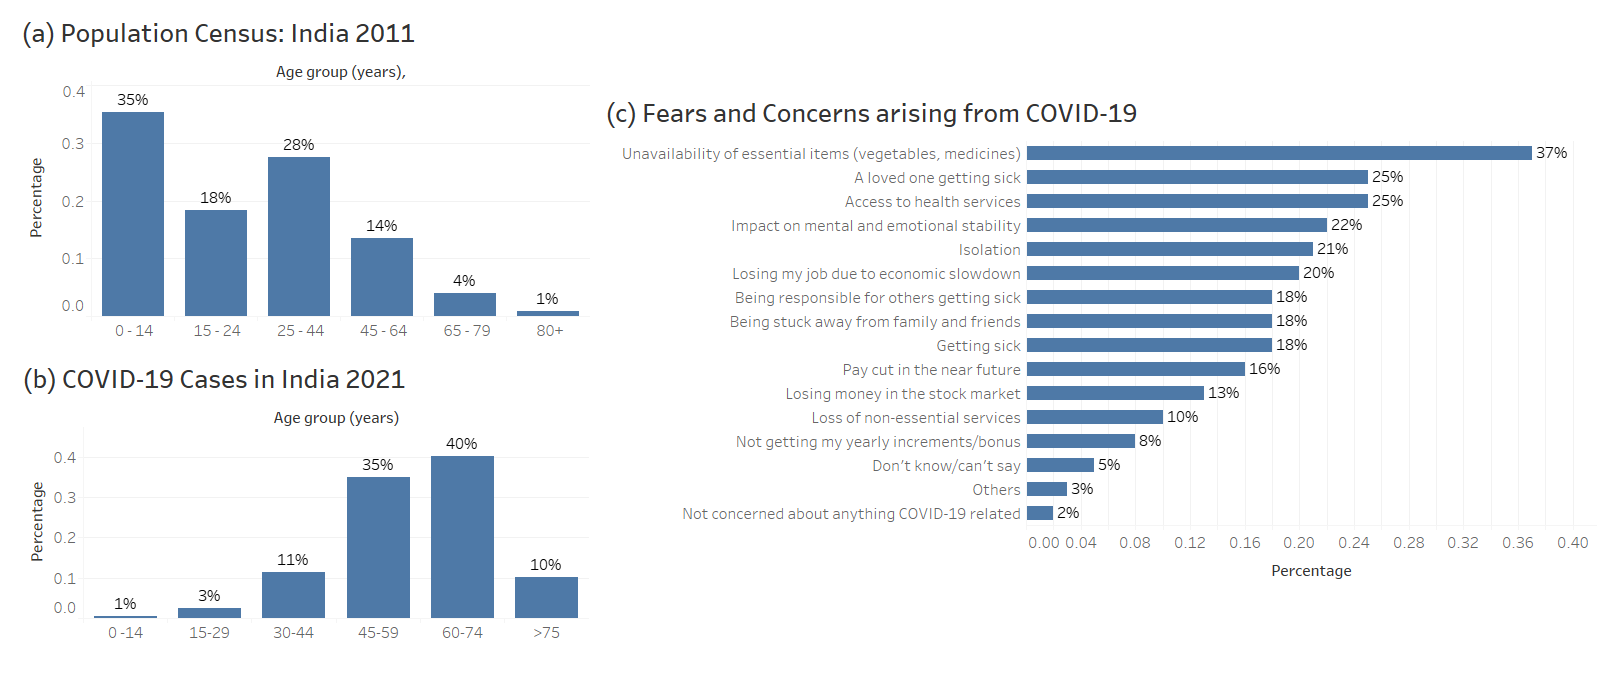 (a) Population Census: India 2011
Age group (years),
Percentage
0.4
0.3
0.2
0.1
0.0
35%
18%
28%
14%
4%
1%
0 - 14
15 - 24
25 - 44
45 - 64
65 - 79
80+
(b) COVID-19 Cases in India 2021
Age group (years)
Percentage
0.4
0.3
0.2
0.1
0.0
1%
3%
11%
35%
40%
10%
0 -14
15-29
30-44
45-59
60-74
>75
(c) Fears and Concerns arising from COVID-19
Unavailability of essential items (vegetables, medicines) 37%
A loved one getting sick 25%
Access to health services 25%
Impact on mental and emotional stability 22%
Isolation 21%
Losing my job due to economic slowdown 20%
Being responsible for others getting sick 18%
Being stuck away from family and friends 18%
Getting sick 18%
Pay cut in the near future 16%
Losing money in the stock market 13%
Loss of non-essential services 10%
Not getting my yearly increments/bonus 8%
Don’t know/can’t say 5%
Others 3%
Not concerned about anything COVID-19 related 2%
0.00 0.04 0.08 0.12 0.16 0.20 0.24 0.28 0.32 0.36 0.40
Percentage